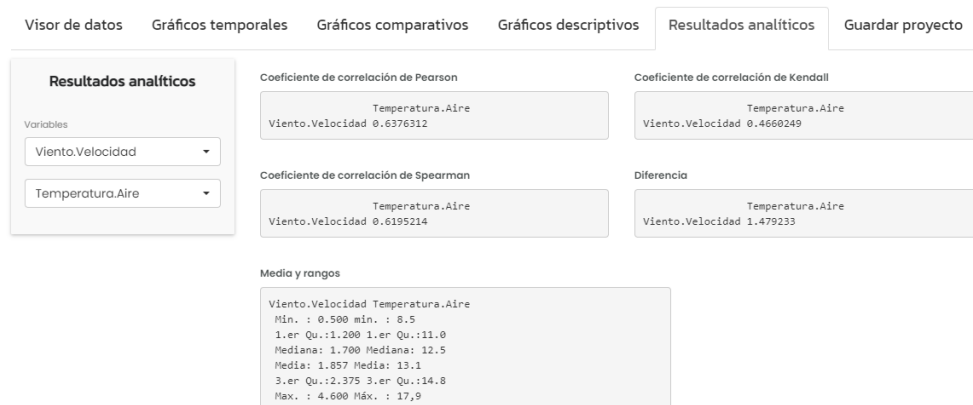 Visor de datos Gráficos temporales Gráficos comparativos Gráficos descriptivos Resultados analíticos Guardar proyecto
Resultados analíticos
Variables
Viento.Velocidad
Temperatura.Aire
Coeficiente de correlación de Pearson
Temperatura.Aire
Viento.Velocidad 0.6376312
Coeficiente de correlación de Kendall
Temperatura.Aire
Viento.Velocidad 0.4660249
Coeficiente de correlación de Spearman
Temperatura.Aire
Viento.Velocidad 0.6195214
Diferencia
Temperatura.Aire
Viento.Velocidad 1.479233
Media y rangos
Viento.Velocidad Temperatura.Aire
Min. : 0.500 min. : 8.5
1.er Qu.:1.200 1.er Qu.:11.0
Mediana: 1.700 Mediana: 12.5
Media: 1.857 Media: 13.1
3.er Qu.:2.375 3.er Qu.:14.8
Max. : 4.600 Máx. : 17,9